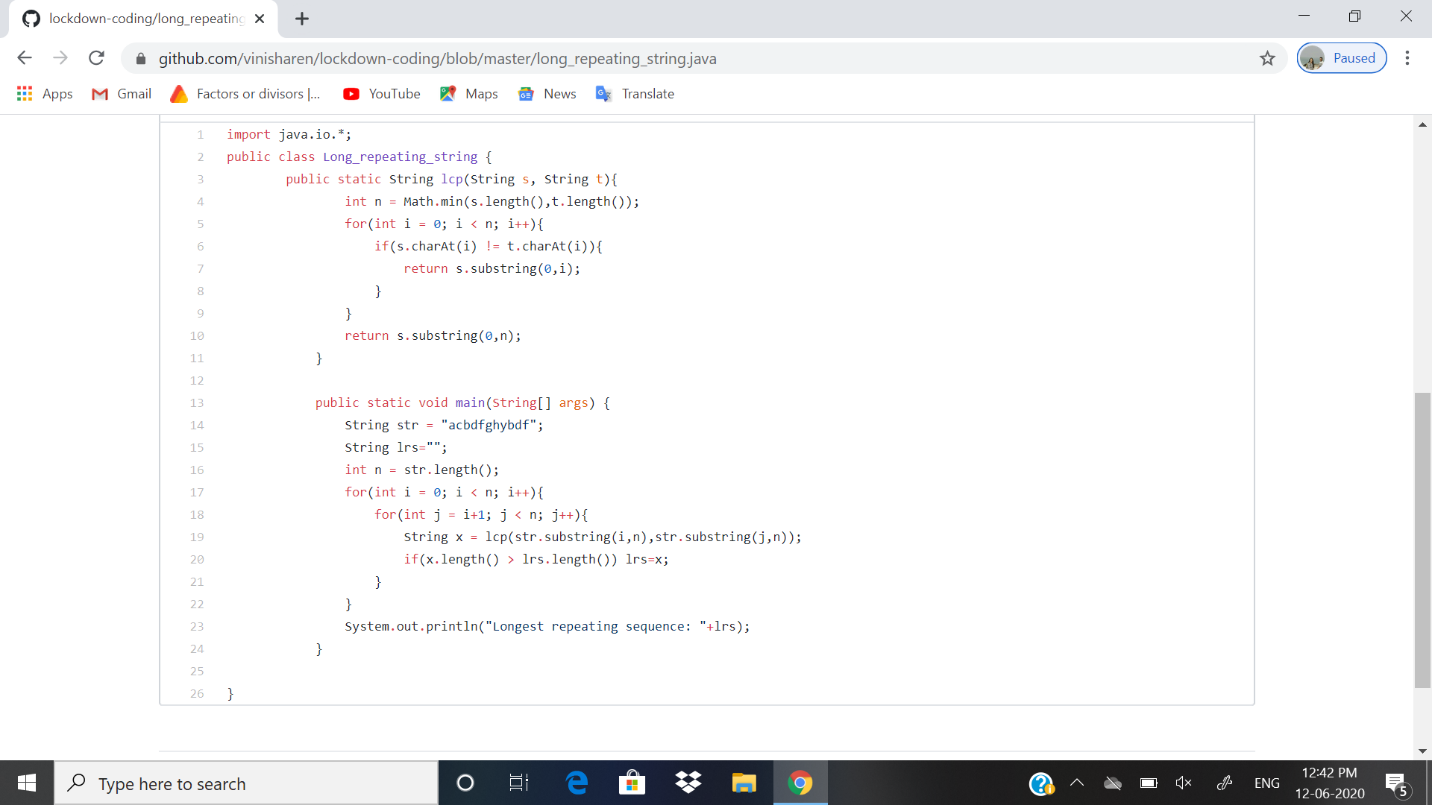 lockdown-coding/long_repeating
github.com/vinisharen/lockdown-coding/blob/master/long_repeating_string.java
Paused
Apps Gmail Factors or divisors |... YouTube Maps News Translate
1 import java.io.*;
2 public class Long_repeating_string {
3 public static String lcp(String s, String t){
4 int n = Math.min(s.length(),t.length());
5 for(int i = 0; i < n; i++){
6 if(s.charAt(i) != t.charAt(i)){
7 return s.substring(0,i);
8 }
9 }
10 return s.substring(0,n);
11 }
12
13 public static void main(String[] args) {
14 String str = "acbdfghybdf";
15 String lrs="";
16 int n = str.length();
17 for(int i = 0; i < n; i++){
18 for(int j = i+1; j < n; j++){
19 String x = lcp(str.substring(i,n),str.substring(j,n));
20 if(x.length() > lrs.length()) lrs=x;
21 }
22 }
23 System.out.println("Longest repeating sequence: "+lrs);
24 }
25
26 }
Type here to search
ENG
12:42 PM
12-06-2020
5